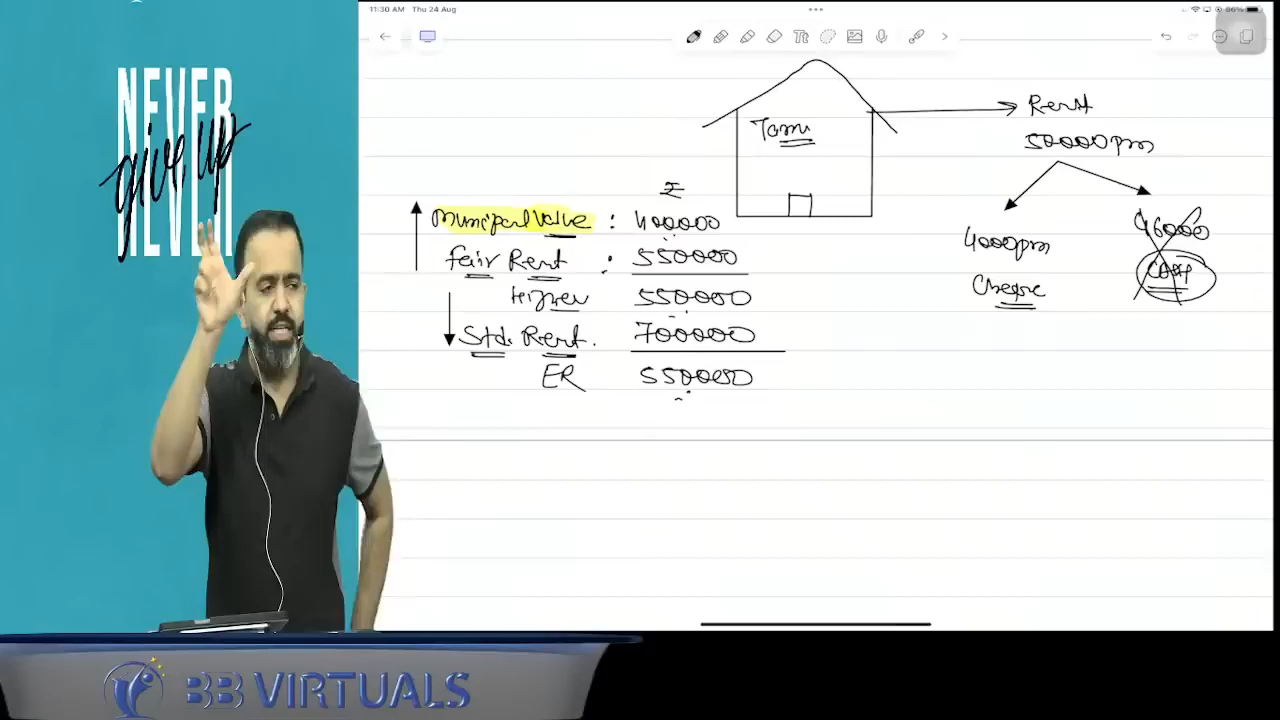 11:30 AM Thu 24 Aug
86%
NEVER
give up
NEVER
Tom
Rent
50000pm
4000pm
46000
Cheque
Cash
₹
Municipal Value : 400000
Fair Rent : 550000
Higher 550000
Std. Rent. 700000
ER 550000
BB VIRTUALS